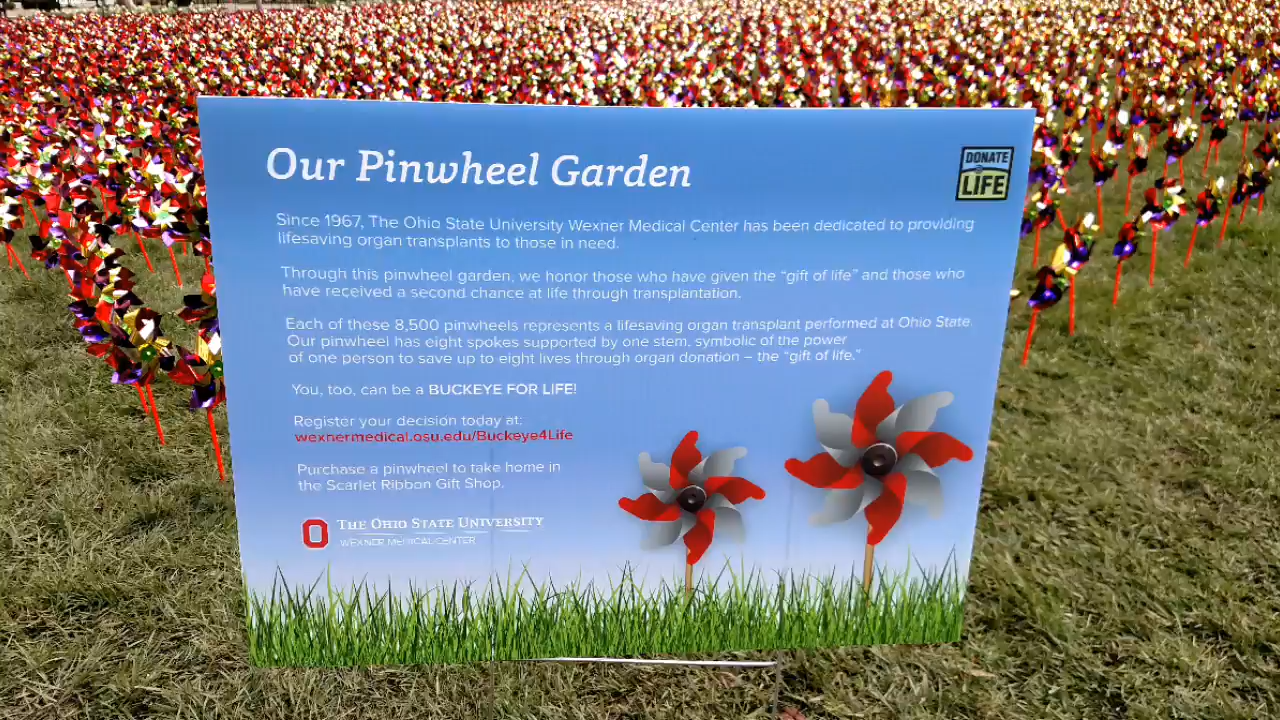 Our Pinwheel Garden
DONATE
LIFE
Since 1967, The Ohio State University Wexner Medical Center has been dedicated to providing
lifesaving organ transplants to those in need.
Through this pinwheel garden, we honor those who have given the “gift of life” and those who
have received a second chance at life through transplantation.
Each of these 8,500 pinwheels represents a lifesaving organ transplant performed at Ohio State.
Our pinwheel has eight spokes supported by one stem, symbolic of the power
of one person to save up to eight lives through organ donation – the “gift of life.”
You, too, can be a BUCKEYE FOR LIFE!
Register your decision today at:
wexnermedical.osu.edu/Buckeye4Life
Purchase a pinwheel to take home in
the Scarlet Ribbon Gift Shop.
THE OHIO STATE UNIVERSITY
WEXNER MEDICAL CENTER